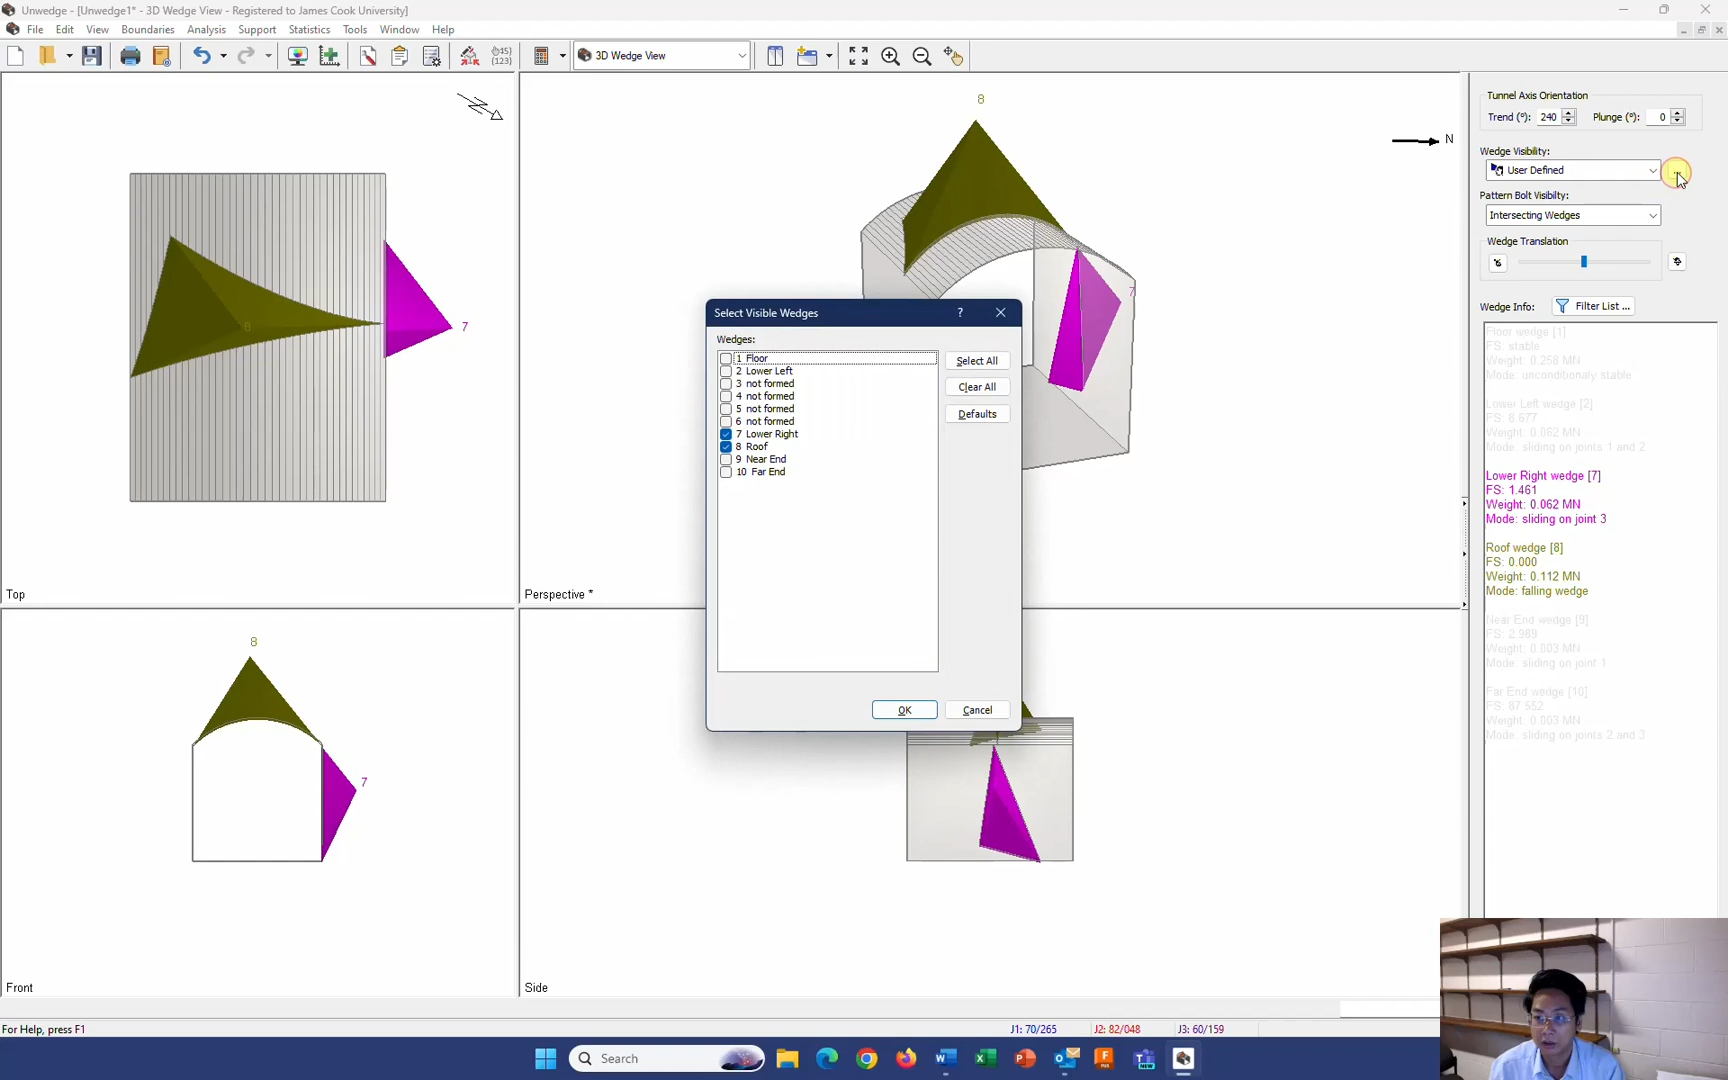 Unwedge - [Unwedge1* - 3D Wedge View - Registered to James Cook University]
File Edit View Boundaries Analysis Support Statistics Tools Window Help
3D Wedge View
8
N
7
8
7
Top
Perspective *
8
7
Front
Side
Select Visible Wedges
?
Wedges:
1 Floor
2 Lower Left
3 not formed
4 not formed
5 not formed
6 not formed
7 Lower Right
8 Roof
9 Near End
10 Far End
Select All
Clear All
Defaults
OK
Cancel
Tunnel Axis Orientation
Trend (°): 240 Plunge (°): 0
Wedge Visibility:
User Defined
Pattern Bolt Visibility:
Intersecting Wedges
Wedge Translation
Wedge Info: Filter List ...
Floor wedge [1]
FS: stable
Weight: 0.258 MN
Mode: unconditionaly stable
Lower Left wedge [2]
FS: 8.677
Weight: 0.062 MN
Mode: sliding on joints 1 and 2
Lower Right wedge [7]
FS: 1.461
Weight: 0.062 MN
Mode: sliding on joint 3
Roof wedge [8]
FS: 0.000
Weight: 0.112 MN
Mode: falling wedge
Near End wedge [9]
FS: 2.989
Weight: 0.003 MN
Mode: sliding on joint 1
Far End wedge [10]
FS: 87.552
Weight: 0.003 MN
Mode: sliding on joints 2 and 3
For Help, press F1
J1: 70/265 J2: 82/048 J3: 60/159
Search